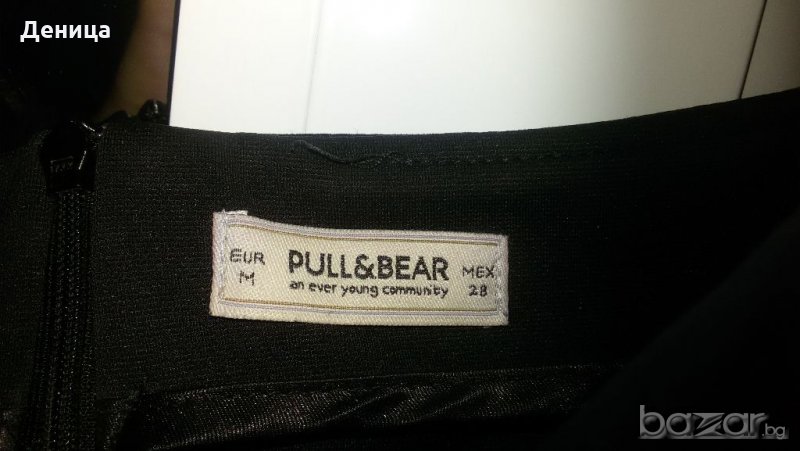 Деница
EUR
M
PULL&BEAR
an ever young community
MEX
28
bazar.bg